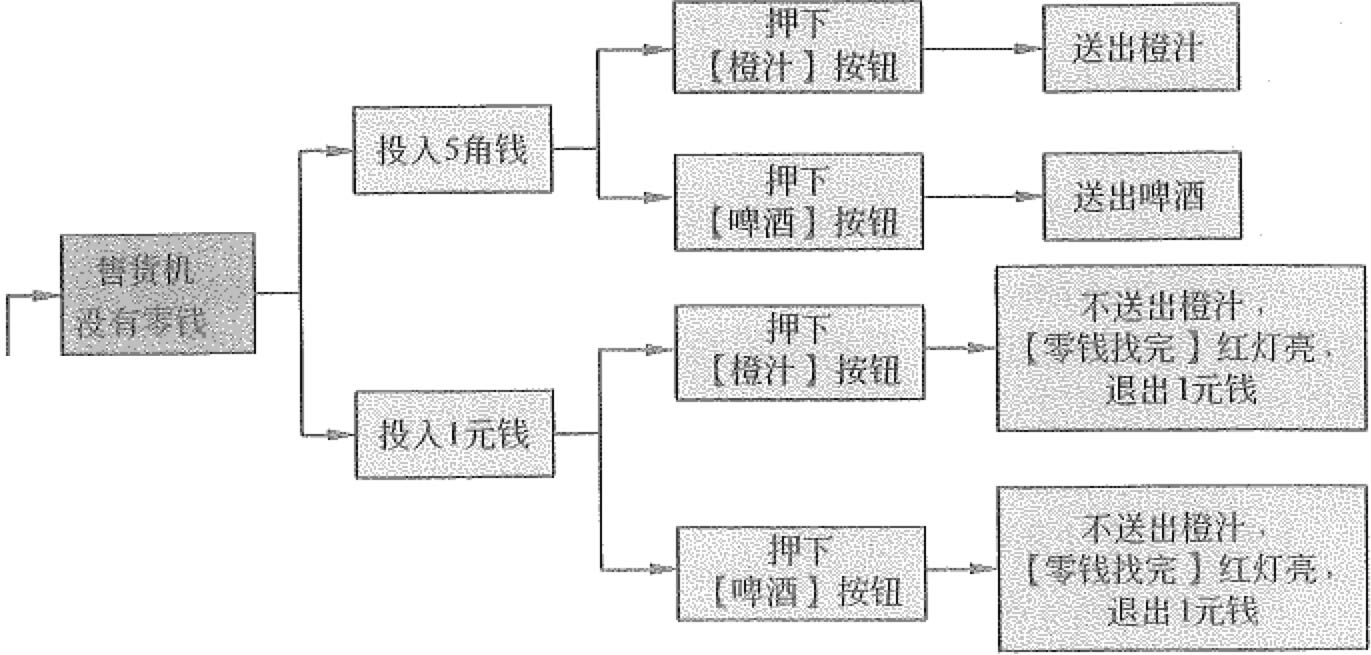 售货机
没有零钱
投入5角钱
投入1元钱
押下
【橙汁】按钮
押下
【啤酒】按钮
押下
【橙汁】按钮
押下
【啤酒】按钮
送出橙汁
送出啤酒
不送出橙汁，
【零钱找完】红灯亮，
退出1元钱
不送出橙汁，
【零钱找完】红灯亮，
退出1元钱